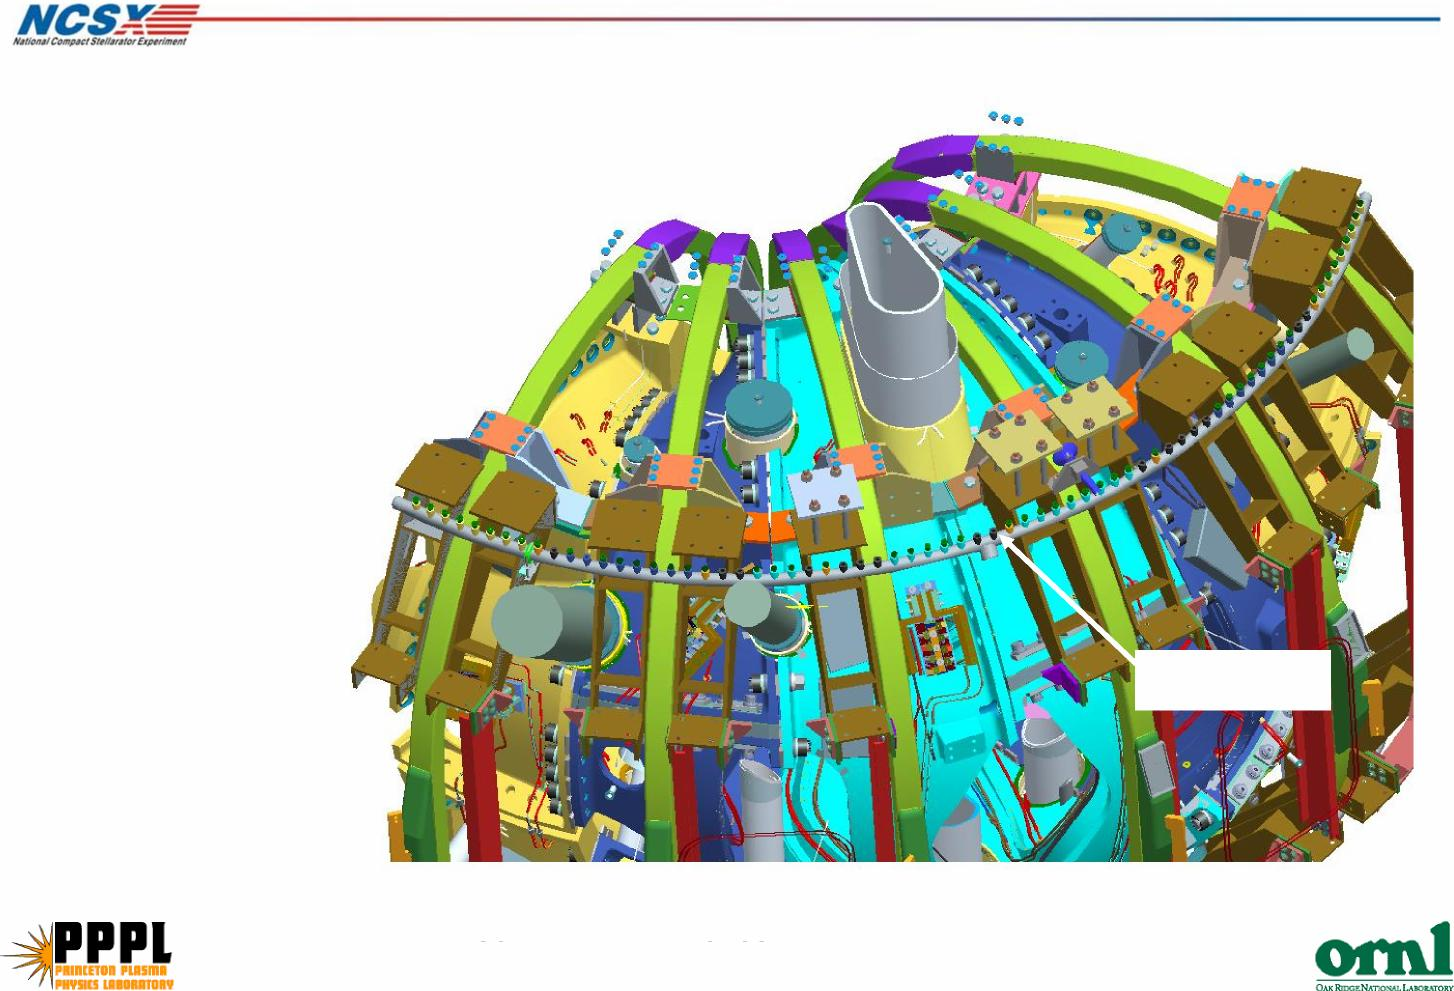 NCSX
National Compact Stellarator Experiment
PPPL
PRINCETON PLASMA
PHYSICS LABORATORY
ornl
OAK RIDGE NATIONAL LABORATORY